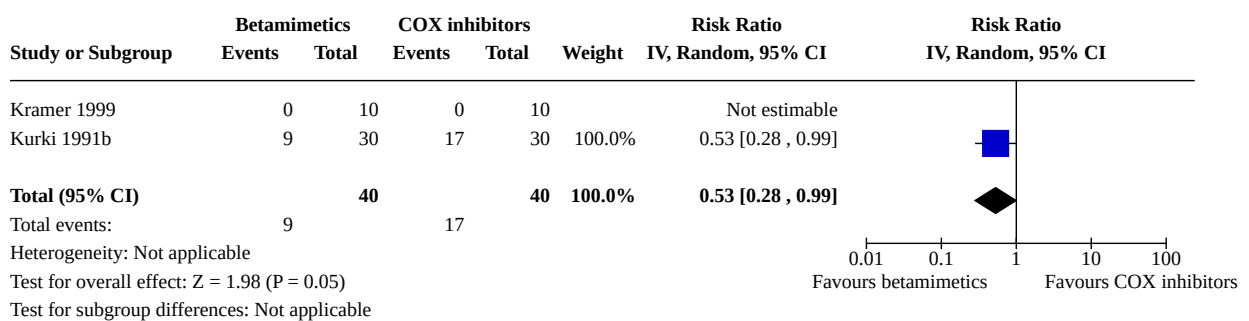 Betamimetics COX inhibitors Risk Ratio Risk Ratio
Study or Subgroup Events Total Events Total Weight IV, Random, 95% CI IV, Random, 95% CI
Kramer 1999 0 10 0 10 Not estimable
Kurki 1991b 9 30 17 30 100.0% 0.53 [0.28 , 0.99]
Total (95% CI) 40 40 100.0% 0.53 [0.28 , 0.99]
Total events: 9 17
Heterogeneity: Not applicable
0.01 0.1 1 10 100
Test for overall effect: Z = 1.98 (P = 0.05) Favours betamimetics Favours COX inhibitors
Test for subgroup differences: Not applicable